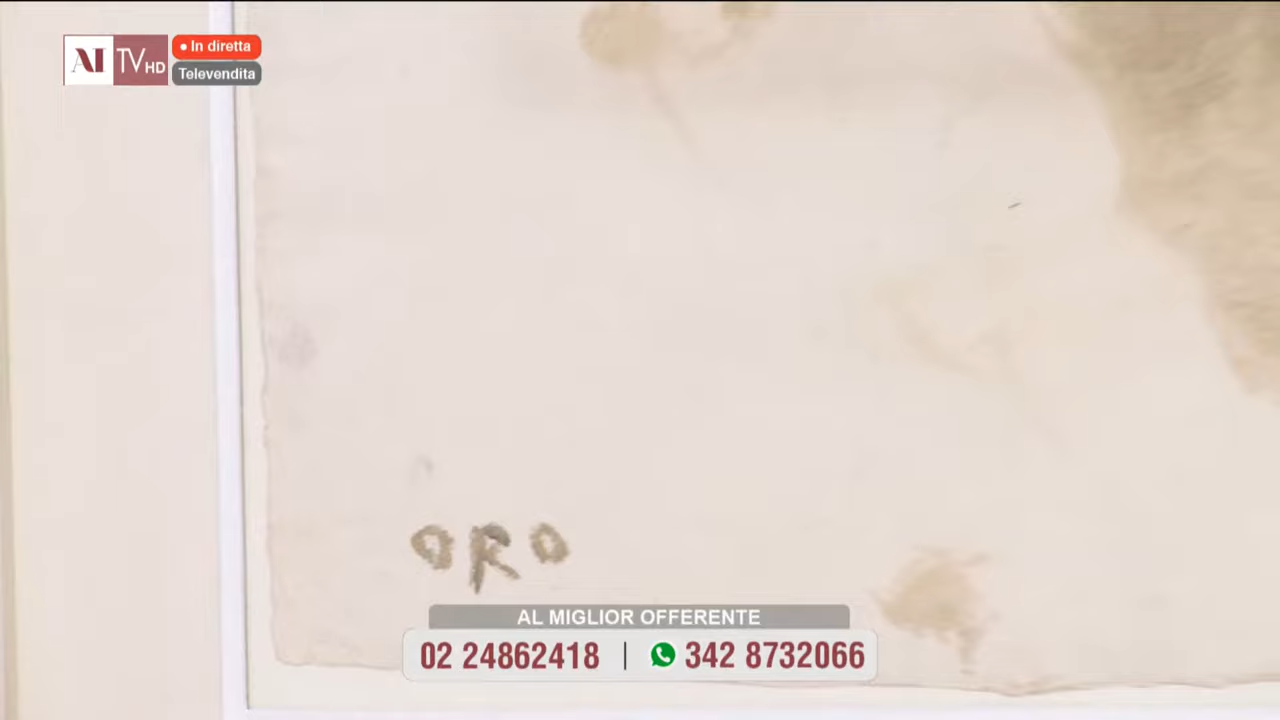 AI TV HD
• In diretta
Televendita
ORO
AL MIGLIOR OFFERENTE
02 24862418 | 342 8732066